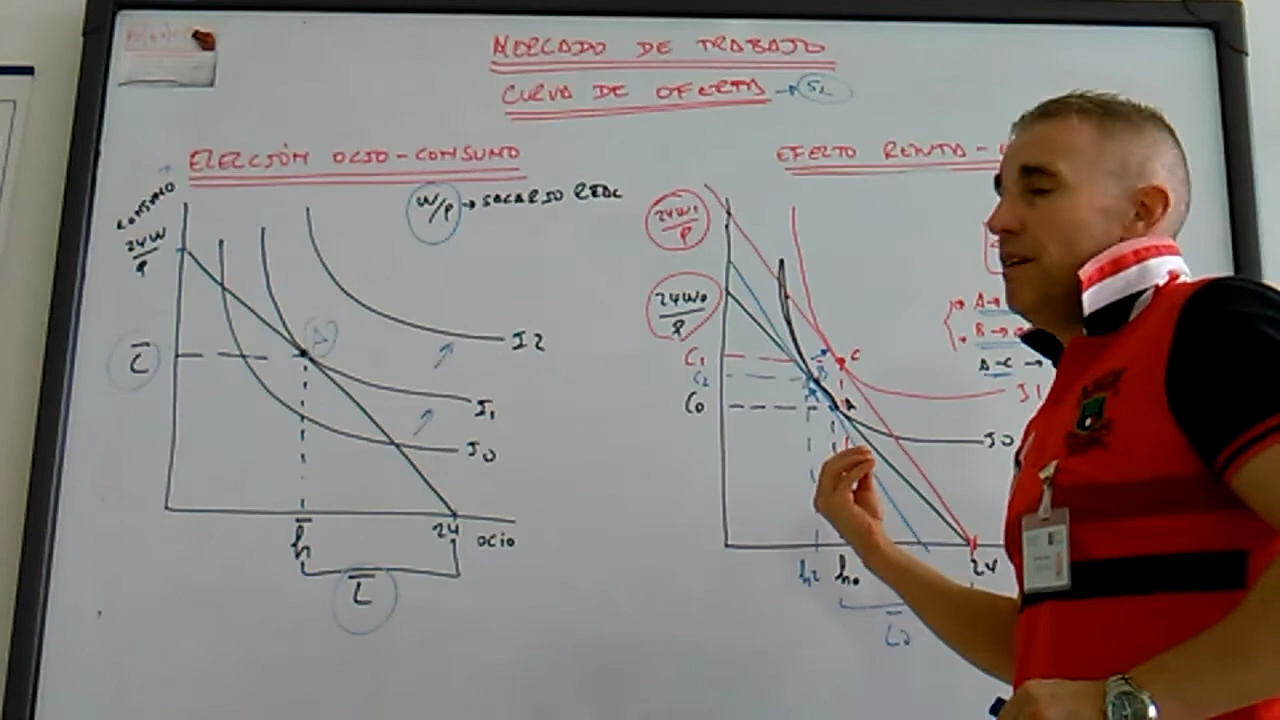 MERCADO DE TRABAJO
CURVA DE OFERTA → SL
ELECCIÓN OCIO-CONSUMO
W/P → SALARIO REAL
CONSUMO
24W
P
C̅
A
I2
I1
I0
h̅
24
OCIO
L̅
EFECTO RENTA -
24W1
P
24W0
P
C1
C2
C0
C
B
A
A →
B →
A-C →
I1
I0
h2
h0
24
L̅0